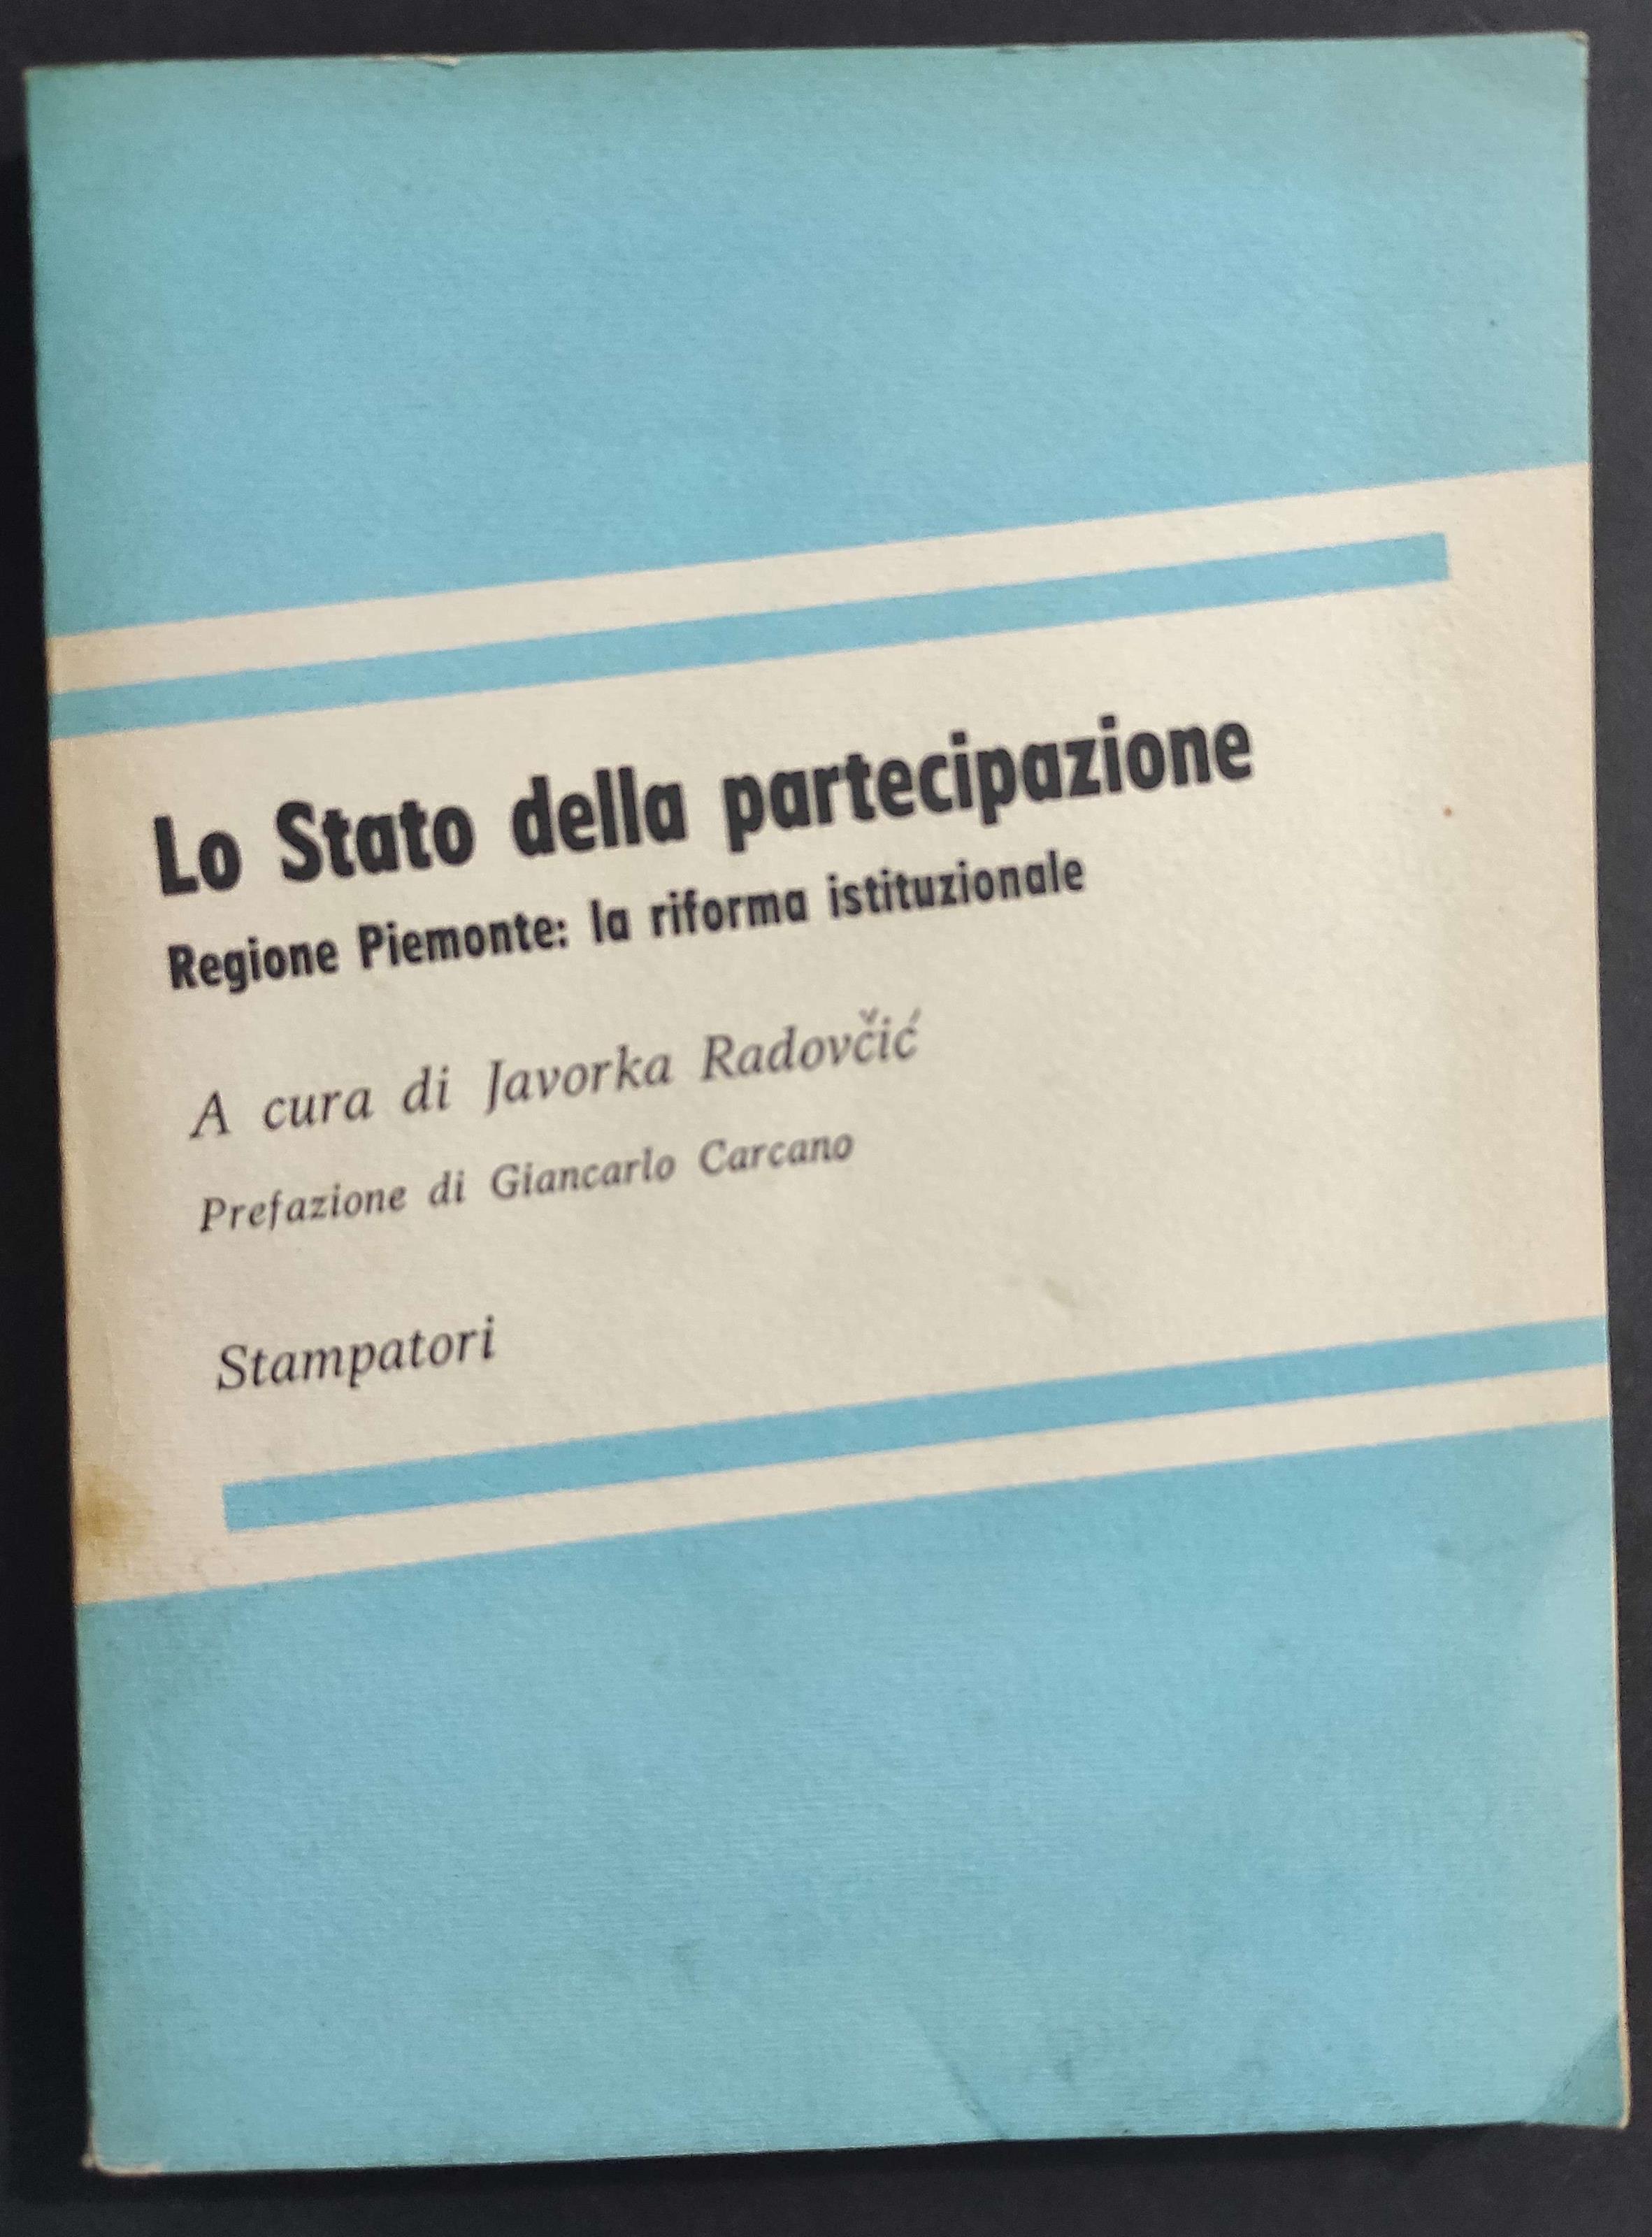 Lo Stato della partecipazione
Regione Piemonte: la riforma istituzionale
A cura di Javorka Radovčić
Prefazione di Giancarlo Carcano
Stampatori